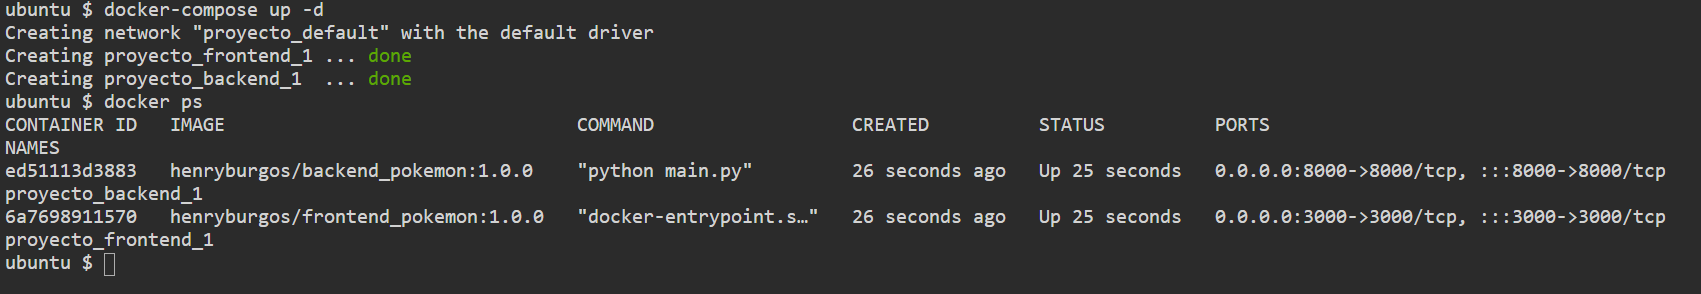 ubuntu $ docker-compose up -d
Creating network "proyecto_default" with the default driver
Creating proyecto_frontend_1 ... done
Creating proyecto_backend_1  ... done
ubuntu $ docker ps
CONTAINER ID   IMAGE                                COMMAND                  CREATED          STATUS          PORTS
NAMES
ed51113d3883   henryburgos/backend_pokemon:1.0.0    "python main.py"         26 seconds ago   Up 25 seconds   0.0.0.0:8000->8000/tcp, :::8000->8000/tcp
proyecto_backend_1
6a7698911570   henryburgos/frontend_pokemon:1.0.0   "docker-entrypoint.s…"   26 seconds ago   Up 25 seconds   0.0.0.0:3000->3000/tcp, :::3000->3000/tcp
proyecto_frontend_1
ubuntu $